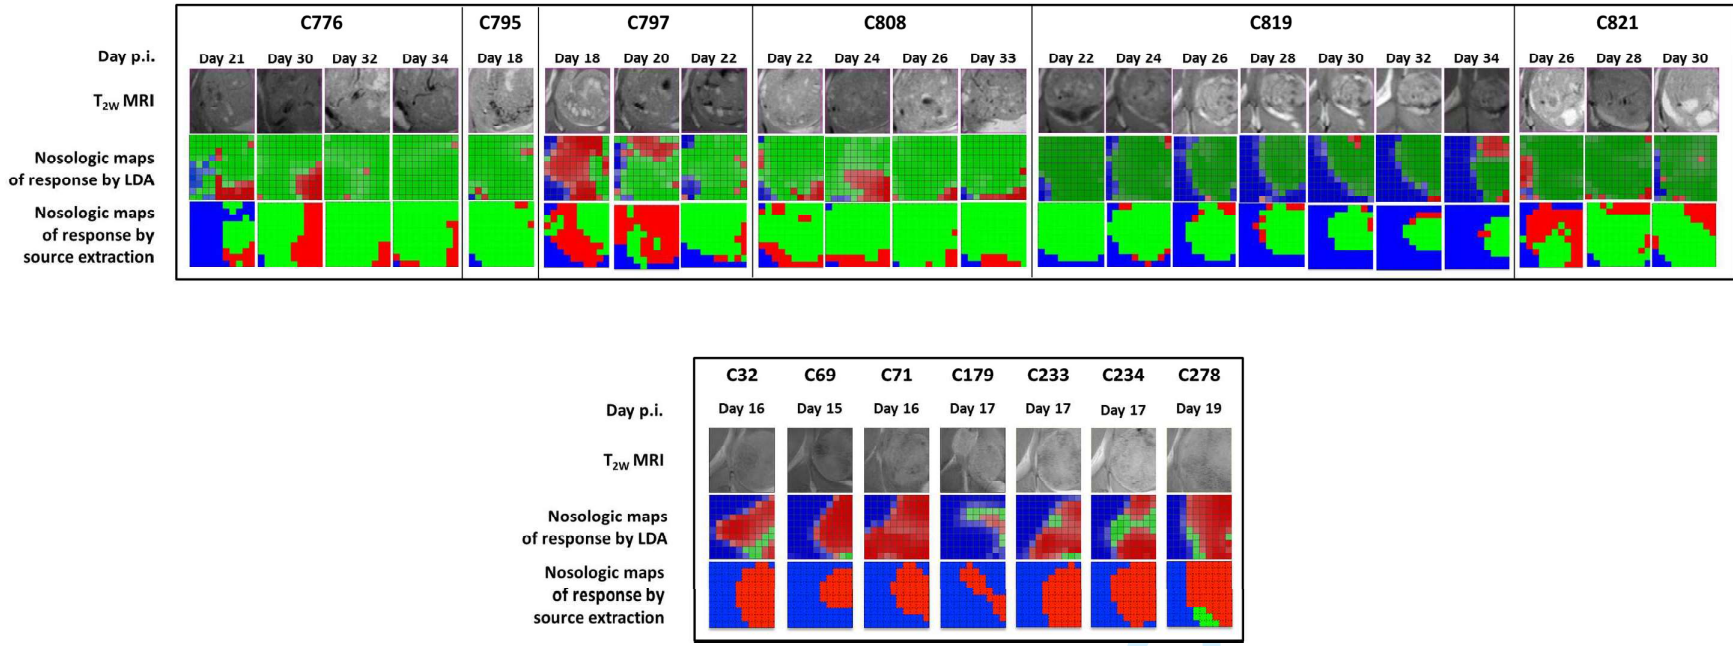 C776 C795 C797 C808 C819 C821
Day p.i. Day 21 Day 30 Day 32 Day 34 Day 18 Day 18 Day 20 Day 22 Day 22 Day 24 Day 26 Day 33 Day 22 Day 24 Day 26 Day 28 Day 30 Day 32 Day 34 Day 26 Day 28 Day 30
T2W MRI
Nosologic maps
of response by LDA
Nosologic maps
of response by
source extraction
C32 C69 C71 C179 C233 C234 C278
Day p.i. Day 16 Day 15 Day 16 Day 17 Day 17 Day 17 Day 19
T2W MRI
Nosologic maps
of response by LDA
Nosologic maps
of response by
source extraction